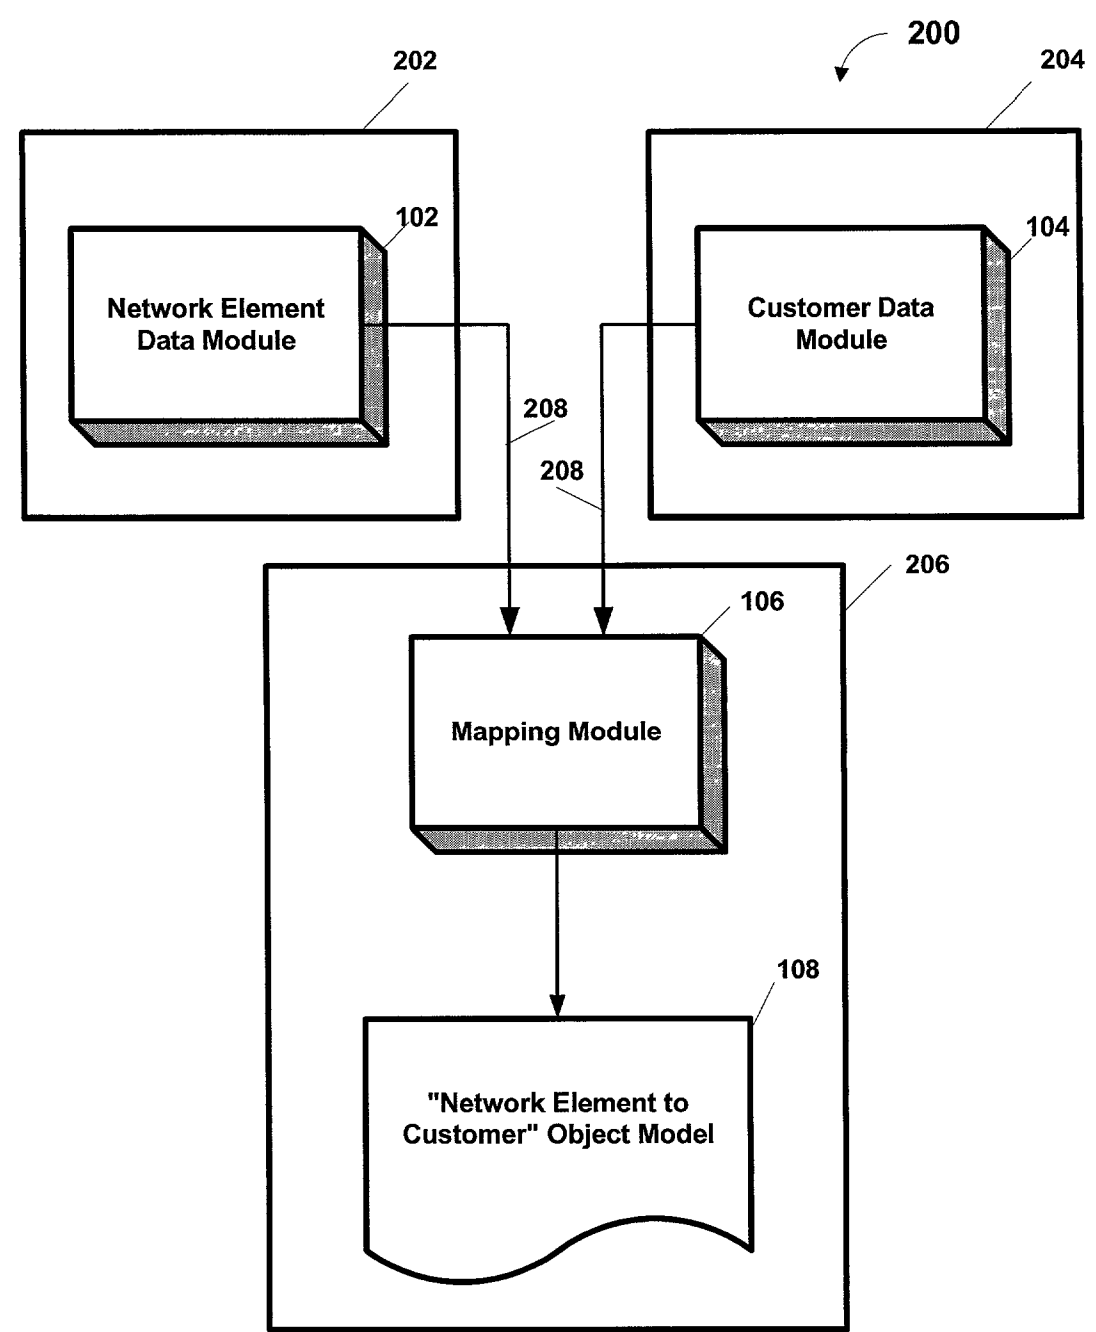 200
202
204
102
104
Network Element
Data Module
Customer Data
Module
208
208
206
106
Mapping Module
108
"Network Element to
Customer" Object Model